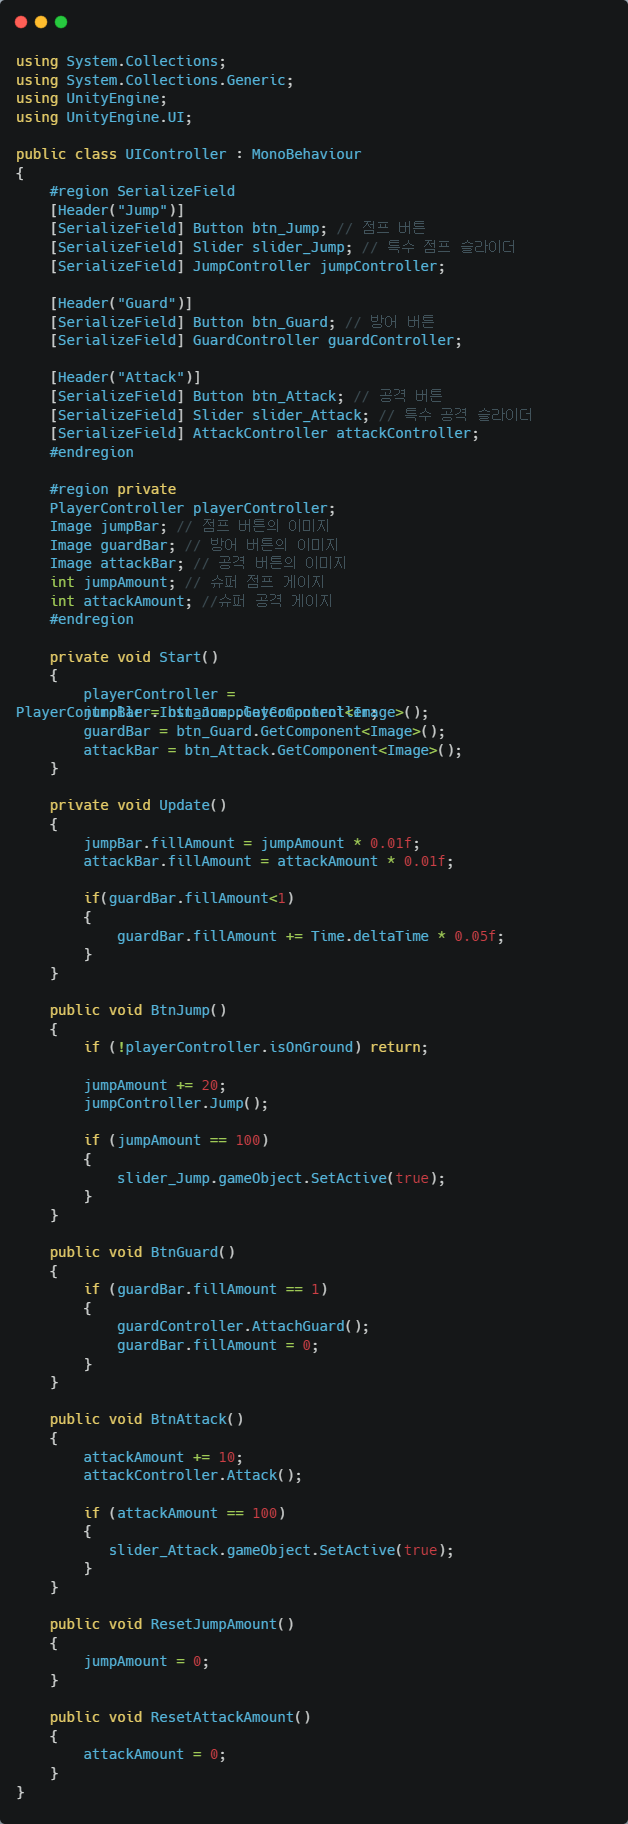 using System.Collections;
using System.Collections.Generic;
using UnityEngine;
using UnityEngine.UI;

public class UIController : MonoBehaviour
{
    #region SerializeField
    [Header("Jump")]
    [SerializeField] Button btn_Jump; // 점프 버튼
    [SerializeField] Slider slider_Jump; // 특수 점프 슬라이더
    [SerializeField] JumpController jumpController;

    [Header("Guard")]
    [SerializeField] Button btn_Guard; // 방어 버튼
    [SerializeField] GuardController guardController;

    [Header("Attack")]
    [SerializeField] Button btn_Attack; // 공격 버튼
    [SerializeField] Slider slider_Attack; // 특수 공격 슬라이더
    [SerializeField] AttackController attackController;
    #endregion

    #region private
    PlayerController playerController;
    Image jumpBar; // 점프 버튼의 이미지
    Image guardBar; // 방어 버튼의 이미지
    Image attackBar; // 공격 버튼의 이미지
    int jumpAmount; // 슈퍼 점프 게이지
    int attackAmount; //슈퍼 공격 게이지
    #endregion

    private void Start()
    {
        playerController =
PlayerController.Instance.playerController;
        jumpBar = btn_Jump.GetComponent<Image>();
        guardBar = btn_Guard.GetComponent<Image>();
        attackBar = btn_Attack.GetComponent<Image>();
    }

    private void Update()
    {
        jumpBar.fillAmount = jumpAmount * 0.01f;
        attackBar.fillAmount = attackAmount * 0.01f;

        if(guardBar.fillAmount<1)
        {
            guardBar.fillAmount += Time.deltaTime * 0.05f;
        }
    }

    public void BtnJump()
    {
        if (!playerController.isOnGround) return;

        jumpAmount += 20;
        jumpController.Jump();

        if (jumpAmount == 100)
        {
            slider_Jump.gameObject.SetActive(true);
        }
    }

    public void BtnGuard()
    {
        if (guardBar.fillAmount == 1)
        {
            guardController.AttachGuard();
            guardBar.fillAmount = 0;
        }
    }

    public void BtnAttack()
    {
        attackAmount += 10;
        attackController.Attack();

        if (attackAmount == 100)
        {
           slider_Attack.gameObject.SetActive(true);
        }
    }

    public void ResetJumpAmount()
    {
        jumpAmount = 0;
    }

    public void ResetAttackAmount()
    {
        attackAmount = 0;
    }
}